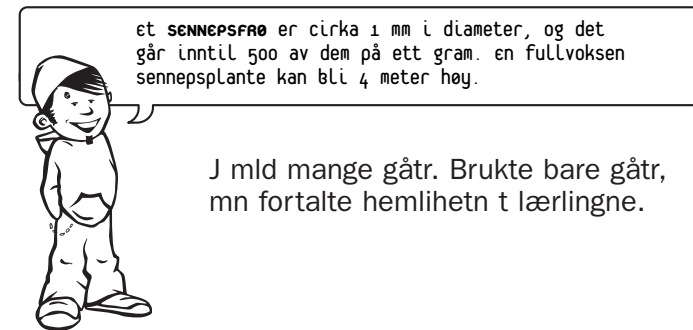 et SENNEPSFRØ er cirka 1 mm i diameter, og det
går inntil 500 av dem på ett gram. en fullvoksen
sennepsplante kan bli 4 meter høy.
J mld mange gåtr. Brukte bare gåtr,
mn fortalte hemlihetn t lærlingne.